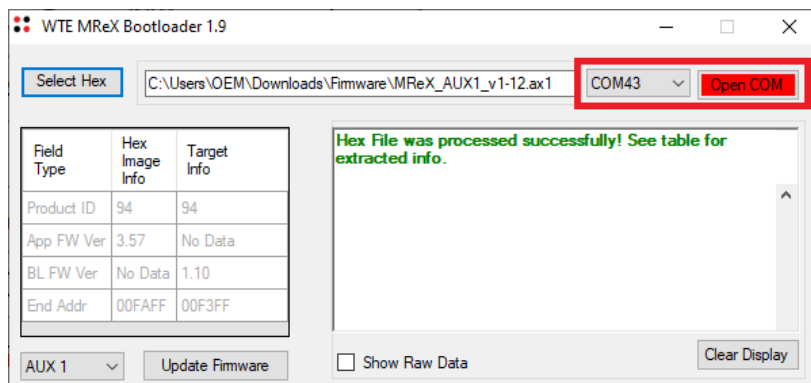 WTE MReX Bootloader 1.9
Select Hex
C:\Users\OEM\Downloads\Firmware\MReX_AUX1_v1-12.ax1
COM43
Open COM
Field Type
Hex Image Info
Target Info
Product ID 94 94
App FW Ver 3.57 No Data
BL FW Ver No Data 1.10
End Addr 00FAFF 00F3FF
Hex File was processed successfully! See table for
extracted info.
AUX 1
Update Firmware
Show Raw Data
Clear Display